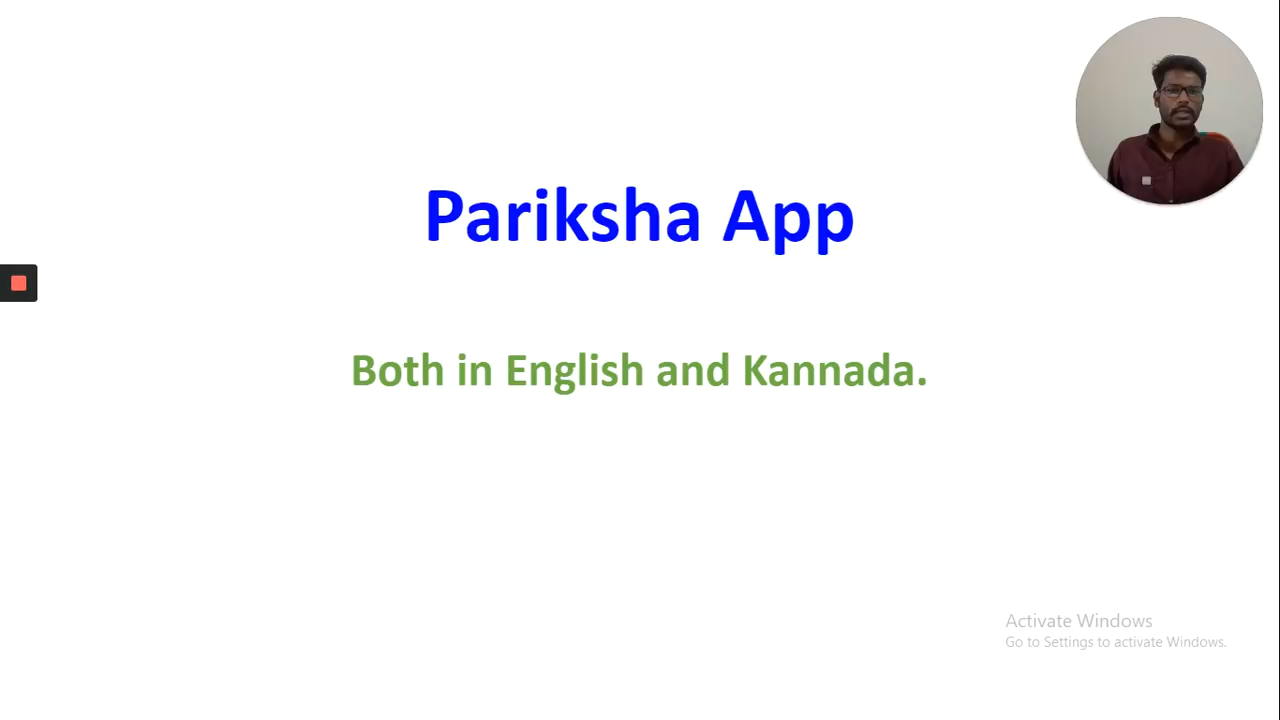 Pariksha App
Both in English and Kannada.
Activate Windows
Go to Settings to activate Windows.